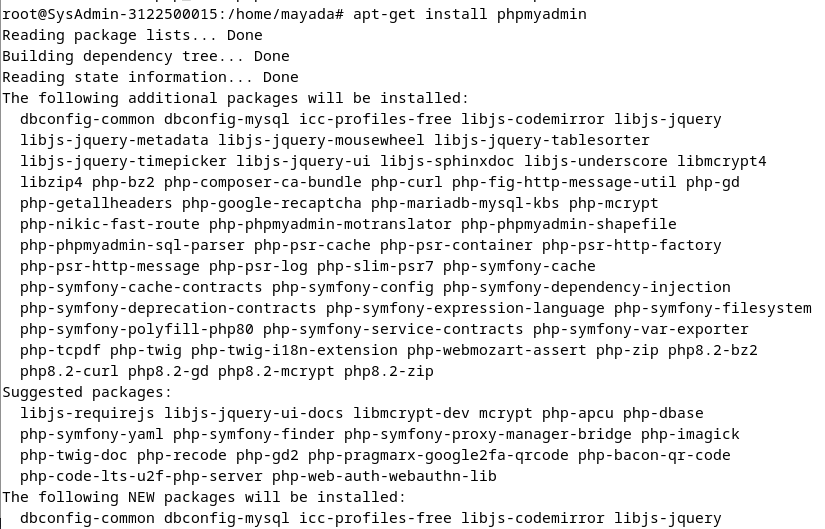 root@SysAdmin-3122500015:/home/mayada# apt-get install phpmyadmin
Reading package lists... Done
Building dependency tree... Done
Reading state information... Done
The following additional packages will be installed:
  dbconfig-common dbconfig-mysql icc-profiles-free libjs-codemirror libjs-jquery
  libjs-jquery-metadata libjs-jquery-mousewheel libjs-jquery-tablesorter
  libjs-jquery-timepicker libjs-jquery-ui libjs-sphinxdoc libjs-underscore libmcrypt4
  libzip4 php-bz2 php-composer-ca-bundle php-curl php-fig-http-message-util php-gd
  php-getallheaders php-google-recaptcha php-mariadb-mysql-kbs php-mcrypt
  php-nikic-fast-route php-phpmyadmin-motranslator php-phpmyadmin-shapefile
  php-phpmyadmin-sql-parser php-psr-cache php-psr-container php-psr-http-factory
  php-psr-http-message php-psr-log php-slim-psr7 php-symfony-cache
  php-symfony-cache-contracts php-symfony-config php-symfony-dependency-injection
  php-symfony-deprecation-contracts php-symfony-expression-language php-symfony-filesystem
  php-symfony-polyfill-php80 php-symfony-service-contracts php-symfony-var-exporter
  php-tcpdf php-twig php-twig-i18n-extension php-webmozart-assert php-zip php8.2-bz2
  php8.2-curl php8.2-gd php8.2-mcrypt php8.2-zip
Suggested packages:
  libjs-requirejs libjs-jquery-ui-docs libmcrypt-dev mcrypt php-apcu php-dbase
  php-symfony-yaml php-symfony-finder php-symfony-proxy-manager-bridge php-imagick
  php-twig-doc php-recode php-gd2 php-pragmarx-google2fa-qrcode php-bacon-qr-code
  php-code-lts-u2f-php-server php-web-auth-webauthn-lib
The following NEW packages will be installed:
  dbconfig-common dbconfig-mysql icc-profiles-free libjs-codemirror libjs-jquery